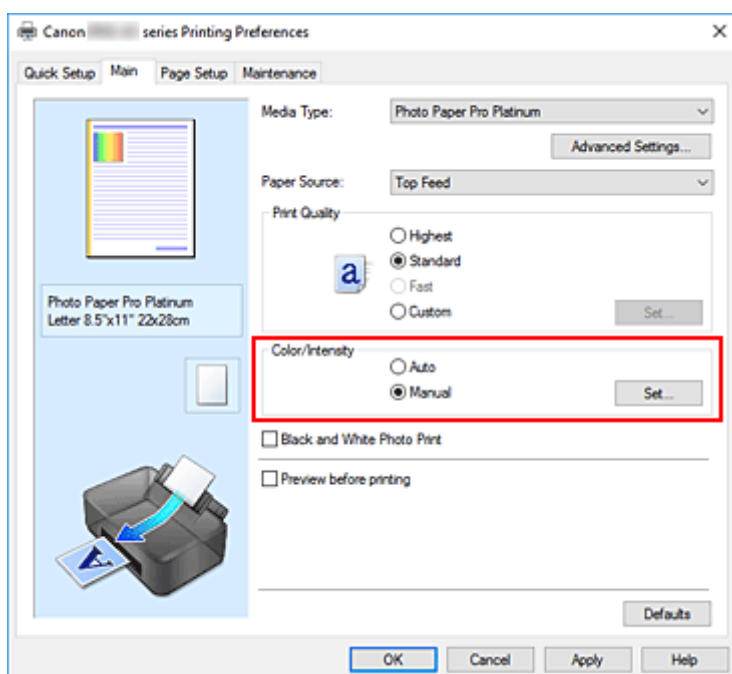 Canon series Printing Preferences
Quick Setup Main Page Setup Maintenance
Media Type: Photo Paper Pro Platinum
Advanced Settings...
Paper Source: Top Feed
Print Quality
Highest
a Standard
Fast
Custom Set...
Photo Paper Pro Platinum
Letter 8.5"x11" 22x28cm
Color/Intensity
Auto
Manual Set...
Black and White Photo Print
Preview before printing
A
Defaults
OK Cancel Apply Help